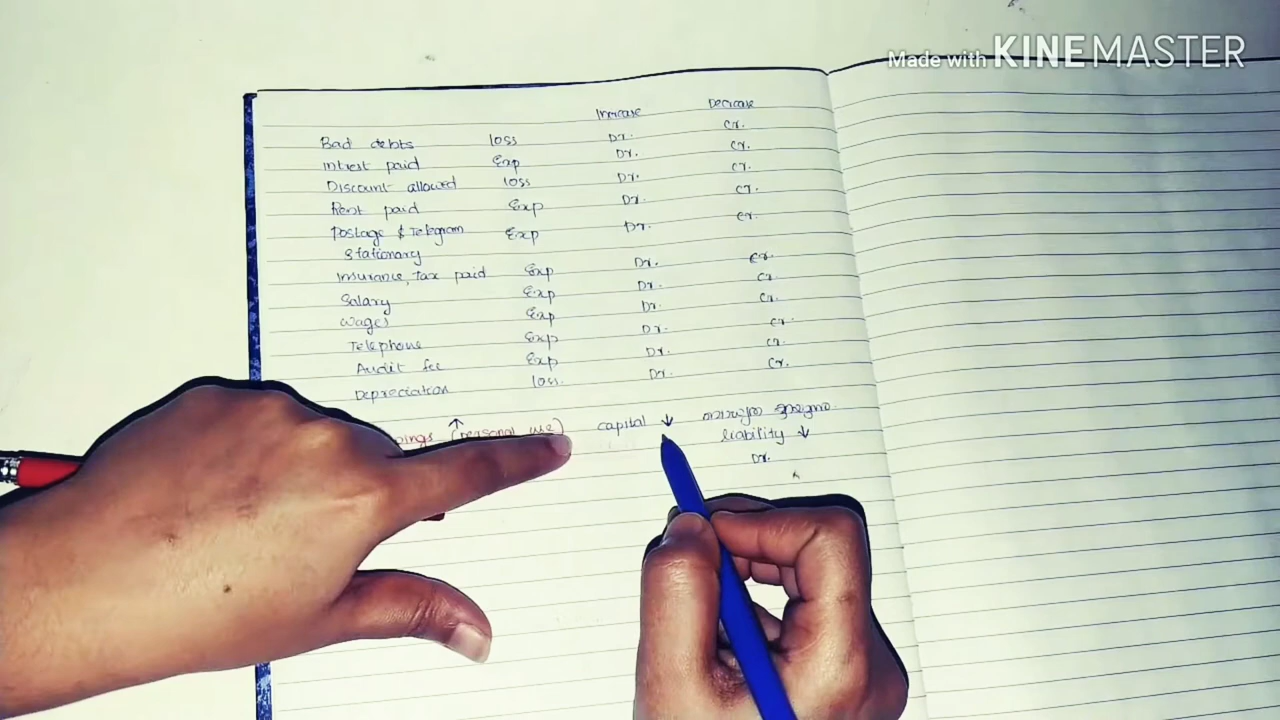 Made with KINEMASTER
Increase Decrease
Bad debts loss Dr. Cr.
Intrest paid Exp Dr. Cr.
Discount allowed loss Dr. Cr.
Rent paid Exp Dr. Cr.
Postage & Telegram Exp Dr. Cr.
Stationary
Insurance, Tax paid Exp Dr. Cr.
Salary Exp Dr. Cr.
Wages Exp Dr. Cr.
Telephone Exp Dr. Cr.
Audit fee Exp Dr. Cr.
Depreciation loss. Dr. Cr.
↑ (Personal use) capital ↓
liability ↓
Dr.